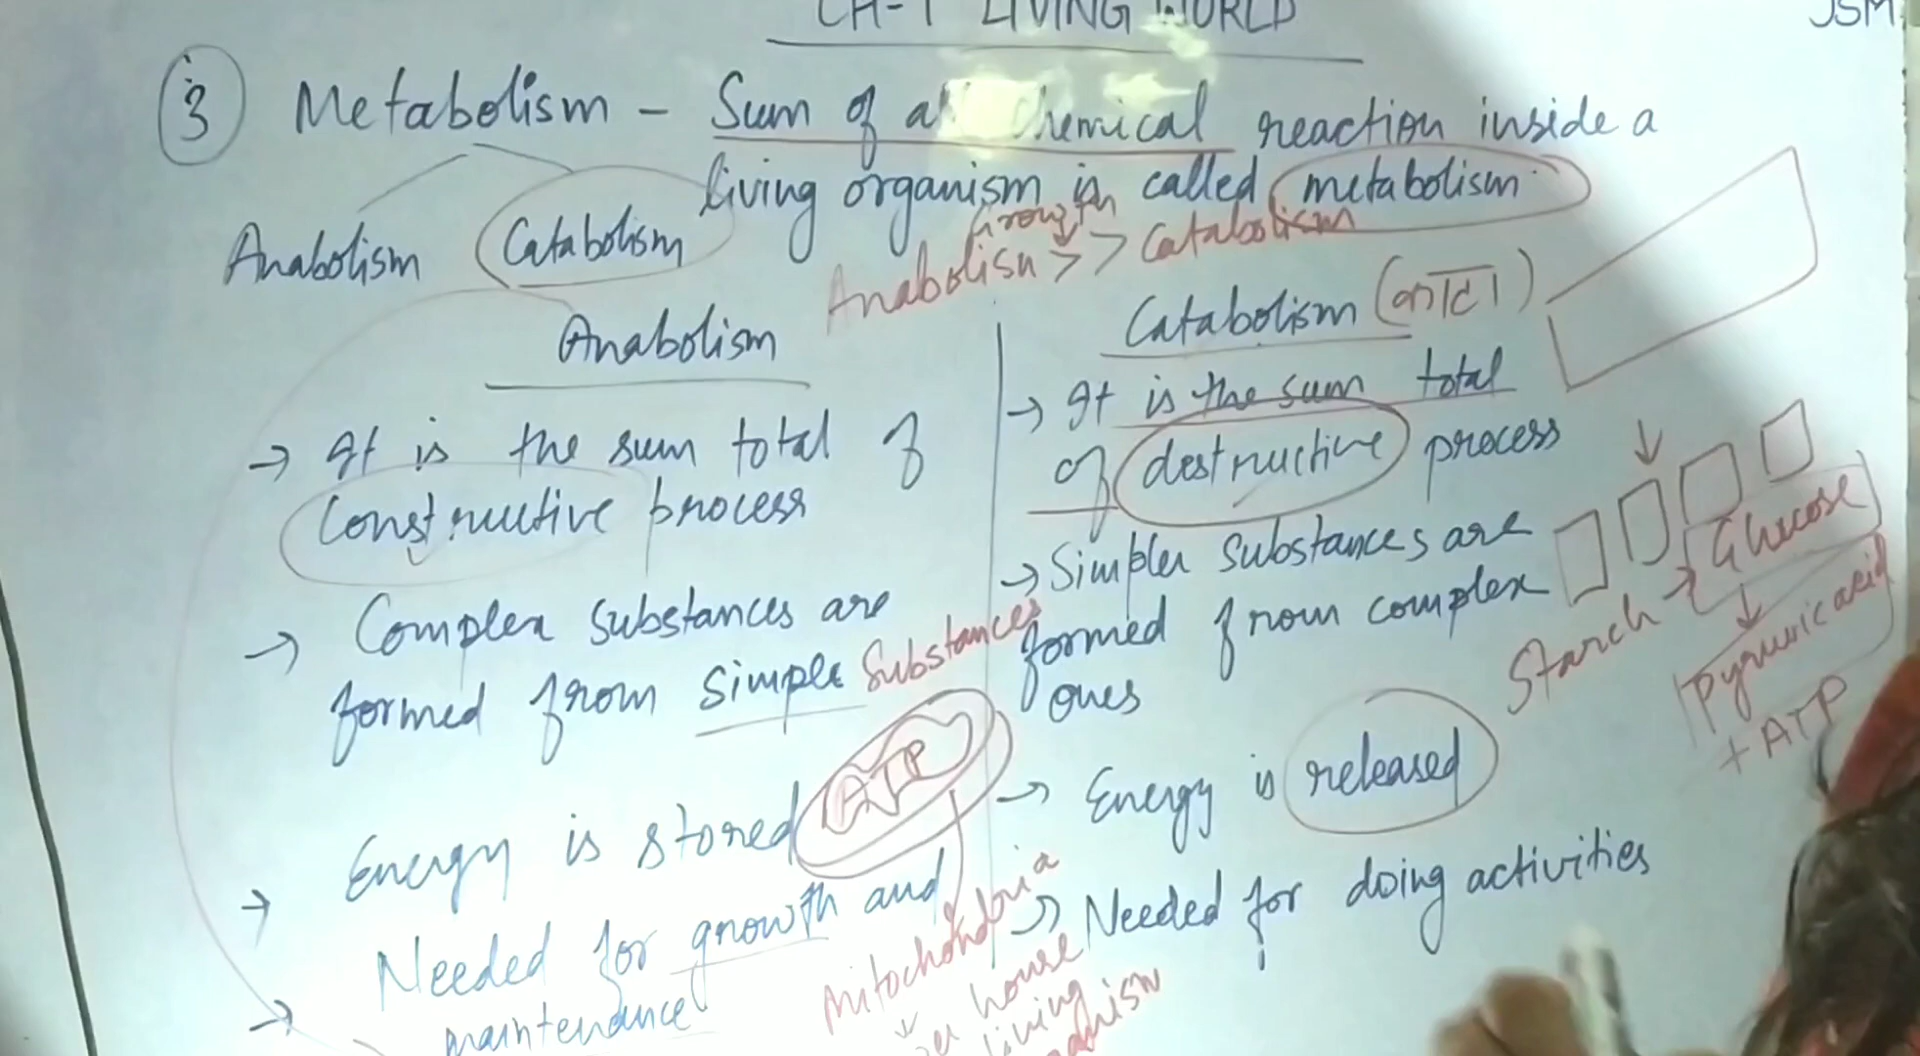 CH-1 LIVING WORLD
JSM
3 Metabolism - Sum of all chemical reaction inside a
living organism is called metabolism
Anabolism Catabolism
Growth
Anabolism >> Catabolism
Anabolism
→ It is the sum total of
Constructive process
→ Complex substances are
formed from simple substances
→ Energy is stored ATP
→ Needed for growth and
maintenance
Mitochondria
house
living
Catabolism
→ It is the sum total
of destructive process
→ Simpler substances are
formed from complex
ones
→ Energy is released
→ Needed for doing activities
Starch → Glucose
↓
Pyruvic acid
+ ATP